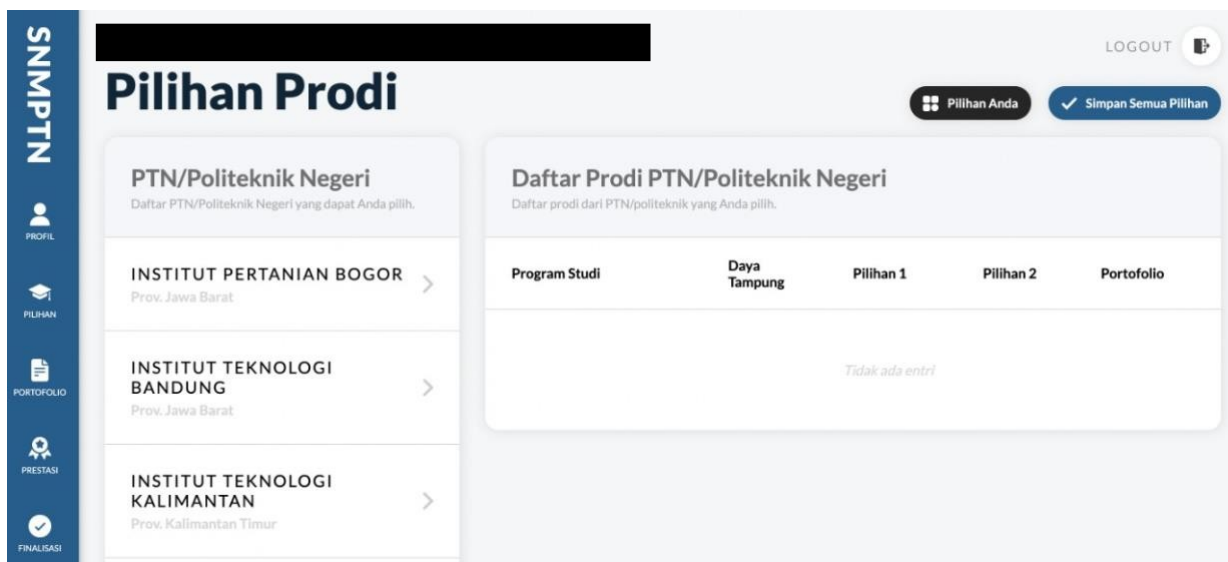 SNMPTN
PROFIL
PILIHAN
PORTOFOLIO
PRESTASI
FINALISASI
LOGOUT
Pilihan Prodi
Pilihan Anda
Simpan Semua Pilihan
PTN/Politeknik Negeri
Daftar PTN/Politeknik Negeri yang dapat Anda pilih.
INSTITUT PERTANIAN BOGOR
Prov. Jawa Barat
INSTITUT TEKNOLOGI
BANDUNG
Prov. Jawa Barat
INSTITUT TEKNOLOGI
KALIMANTAN
Prov. Kalimantan Timur
Daftar Prodi PTN/Politeknik Negeri
Daftar prodi dari PTN/politeknik yang Anda pilih.
Program Studi
Daya
Tampung
Pilihan 1
Pilihan 2
Portofolio
Tidak ada entri